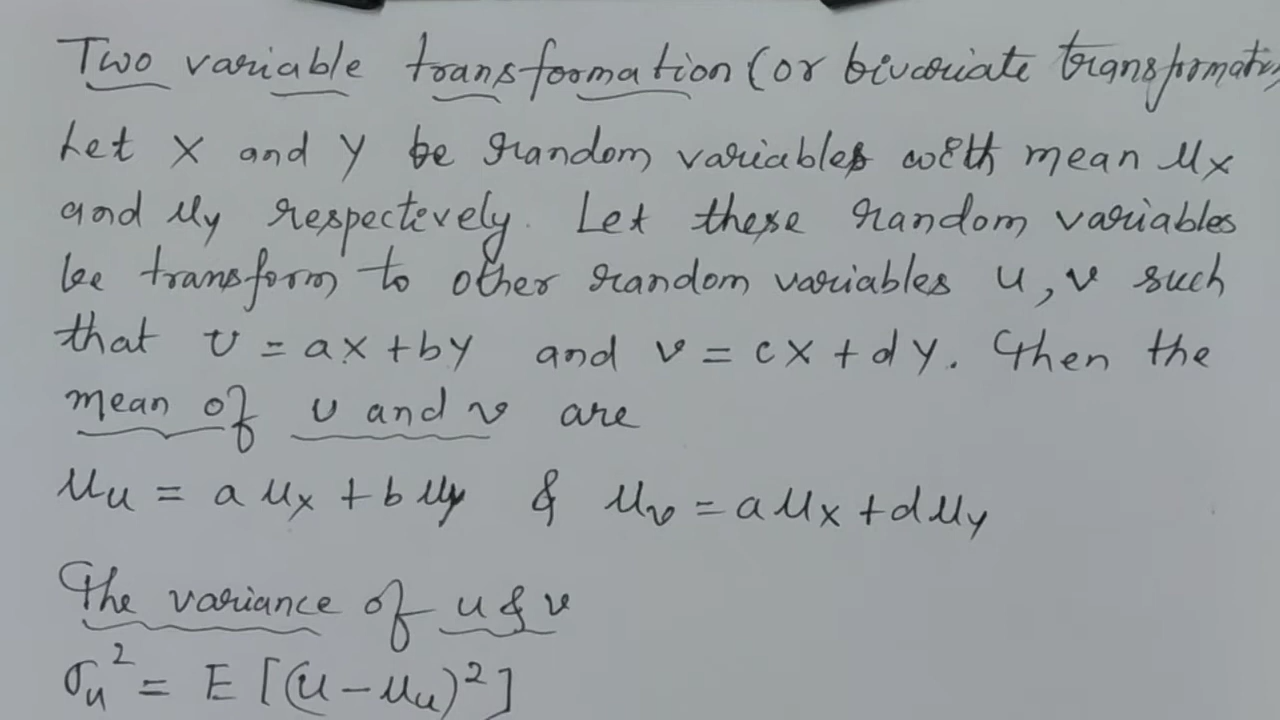 Two variable transformation (or bivariate transformation
Let X and Y be random variables with mean μx
and μy respectively. Let these random variables
be transform to other random variables u, v such
that U = aX + bY and v = cX + dY. Then the
mean of U and v are
μu = a μx + b μy & μv = a μx + d μy
The variance of u & v
σu² = E [(u - μu)²]